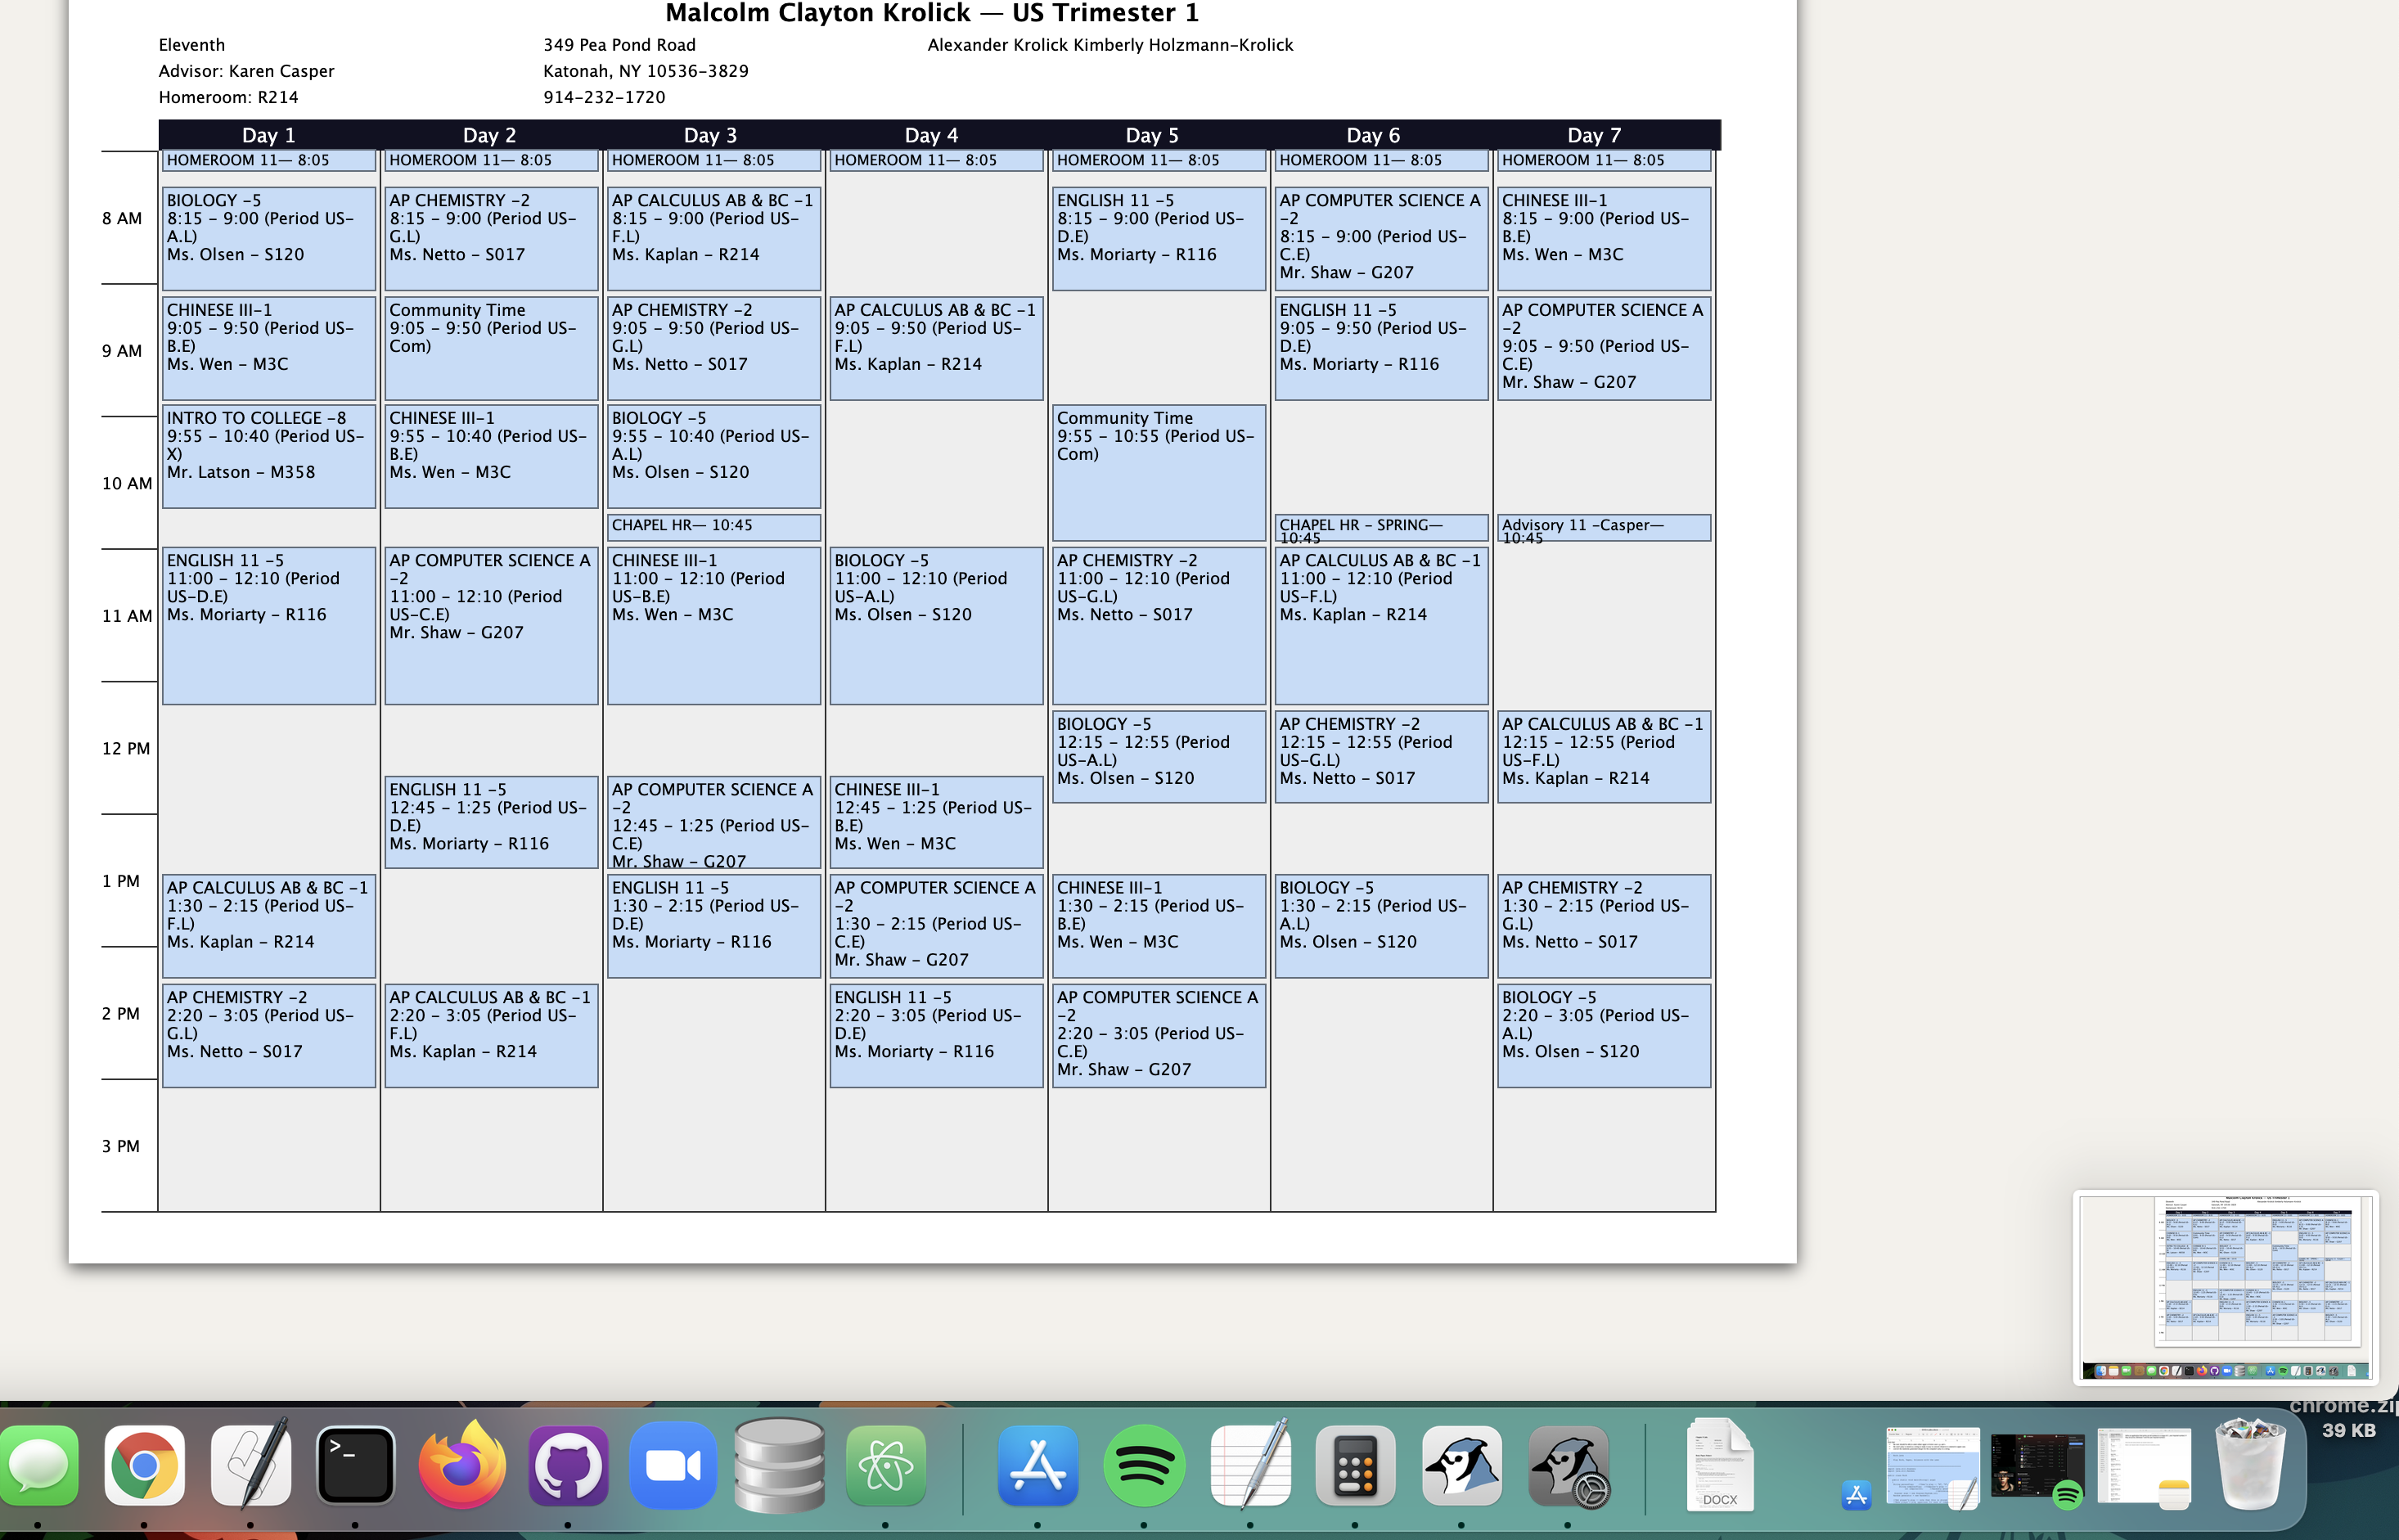 Malcolm Clayton Krolick — US Trimester 1
Eleventh
349 Pea Pond Road
Alexander Krolick Kimberly Holzmann-Krolick
Advisor: Karen Casper
Katonah, NY 10536-3829
Homeroom: R214
914-232-1720
Day 1
Day 2
Day 3
Day 4
Day 5
Day 6
Day 7
8 AM
9 AM
10 AM
11 AM
12 PM
1 PM
2 PM
3 PM
HOMEROOM 11— 8:05
BIOLOGY -5
8:15 - 9:00 (Period US-
A.L)
Ms. Olsen - S120
CHINESE III-1
9:05 - 9:50 (Period US-
B.E)
Ms. Wen - M3C
INTRO TO COLLEGE -8
9:55 - 10:40 (Period US-
X)
Mr. Latson - M358
ENGLISH 11 -5
11:00 - 12:10 (Period
US-D.E)
Ms. Moriarty - R116
AP CALCULUS AB & BC -1
1:30 - 2:15 (Period US-
F.L)
Ms. Kaplan - R214
AP CHEMISTRY -2
2:20 - 3:05 (Period US-
G.L)
Ms. Netto - S017
HOMEROOM 11— 8:05
AP CHEMISTRY -2
8:15 - 9:00 (Period US-
G.L)
Ms. Netto - S017
Community Time
9:05 - 9:50 (Period US-
Com)
CHINESE III-1
9:55 - 10:40 (Period US-
B.E)
Ms. Wen - M3C
AP COMPUTER SCIENCE A
-2
11:00 - 12:10 (Period
US-C.E)
Mr. Shaw - G207
ENGLISH 11 -5
12:45 - 1:25 (Period US-
D.E)
Ms. Moriarty - R116
AP CALCULUS AB & BC -1
2:20 - 3:05 (Period US-
F.L)
Ms. Kaplan - R214
HOMEROOM 11— 8:05
AP CALCULUS AB & BC -1
8:15 - 9:00 (Period US-
F.L)
Ms. Kaplan - R214
AP CHEMISTRY -2
9:05 - 9:50 (Period US-
G.L)
Ms. Netto - S017
BIOLOGY -5
9:55 - 10:40 (Period US-
A.L)
Ms. Olsen - S120
CHAPEL HR— 10:45
CHINESE III-1
11:00 - 12:10 (Period
US-B.E)
Ms. Wen - M3C
AP COMPUTER SCIENCE A
-2
12:45 - 1:25 (Period US-
C.E)
Mr. Shaw - G207
ENGLISH 11 -5
1:30 - 2:15 (Period US-
D.E)
Ms. Moriarty - R116
HOMEROOM 11— 8:05
AP CALCULUS AB & BC -1
9:05 - 9:50 (Period US-
F.L)
Ms. Kaplan - R214
BIOLOGY -5
11:00 - 12:10 (Period
US-A.L)
Ms. Olsen - S120
CHINESE III-1
12:45 - 1:25 (Period US-
B.E)
Ms. Wen - M3C
AP COMPUTER SCIENCE A
-2
1:30 - 2:15 (Period US-
C.E)
Mr. Shaw - G207
ENGLISH 11 -5
2:20 - 3:05 (Period US-
D.E)
Ms. Moriarty - R116
HOMEROOM 11— 8:05
ENGLISH 11 -5
8:15 - 9:00 (Period US-
D.E)
Ms. Moriarty - R116
Community Time
9:55 - 10:55 (Period US-
Com)
AP CHEMISTRY -2
11:00 - 12:10 (Period
US-G.L)
Ms. Netto - S017
BIOLOGY -5
12:15 - 12:55 (Period
US-A.L)
Ms. Olsen - S120
CHINESE III-1
1:30 - 2:15 (Period US-
B.E)
Ms. Wen - M3C
AP COMPUTER SCIENCE A
-2
2:20 - 3:05 (Period US-
C.E)
Mr. Shaw - G207
HOMEROOM 11— 8:05
AP COMPUTER SCIENCE A
-2
8:15 - 9:00 (Period US-
C.E)
Mr. Shaw - G207
ENGLISH 11 -5
9:05 - 9:50 (Period US-
D.E)
Ms. Moriarty - R116
CHAPEL HR - SPRING—
10:45
AP CALCULUS AB & BC -1
11:00 - 12:10 (Period
US-F.L)
Ms. Kaplan - R214
AP CHEMISTRY -2
12:15 - 12:55 (Period
US-G.L)
Ms. Netto - S017
BIOLOGY -5
1:30 - 2:15 (Period US-
A.L)
Ms. Olsen - S120
HOMEROOM 11— 8:05
CHINESE III-1
8:15 - 9:00 (Period US-
B.E)
Ms. Wen - M3C
AP COMPUTER SCIENCE A
-2
9:05 - 9:50 (Period US-
C.E)
Mr. Shaw - G207
Advisory 11 -Casper—
10:45
AP CALCULUS AB & BC -1
12:15 - 12:55 (Period
US-F.L)
Ms. Kaplan - R214
AP CHEMISTRY -2
1:30 - 2:15 (Period US-
G.L)
Ms. Netto - S017
BIOLOGY -5
2:20 - 3:05 (Period US-
A.L)
Ms. Olsen - S120
chrome.zip
39 KB
>_
DOCX